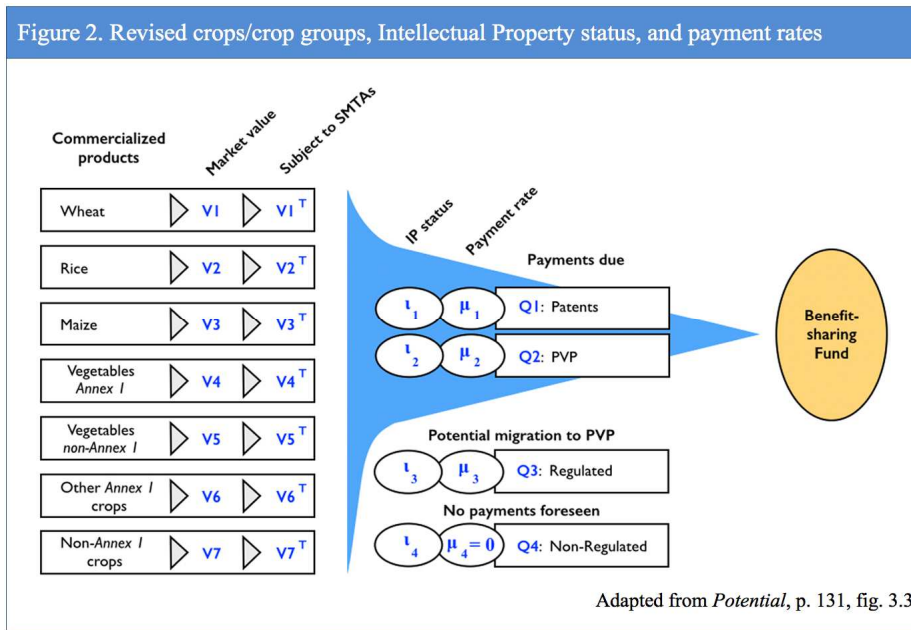 Figure 2. Revised crops/crop groups, Intellectual Property status, and payment rates
Commercialized
products
Market value
Subject to SMTAs
Wheat V1 V1ᵀ
Rice V2 V2ᵀ
Maize V3 V3ᵀ
Vegetables
Annex I V4 V4ᵀ
Vegetables
non-Annex I V5 V5ᵀ
Other Annex I
crops V6 V6ᵀ
Non-Annex I
crops V7 V7ᵀ
IP status
Payment rate
Payments due
ι₁ μ₁ Q1: Patents
ι₂ μ₂ Q2: PVP
Potential migration to PVP
ι₃ μ₃ Q3: Regulated
No payments foreseen
ι₄ μ₄ = 0 Q4: Non-Regulated
Benefit-
sharing
Fund
Adapted from Potential, p. 131, fig. 3.3